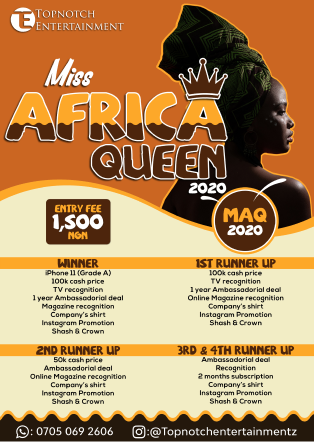 TOPNOTCH
ENTERTAINMENT
Miss
AFRICA
QUEEN
2020
ENTRY FEE
1,500
NGN
MAQ
2020
WINNER
iPhone 11 (Grade A)
100k cash price
TV recognition
1 year Ambassadorial deal
Magazine recognition
Company's shirt
Instagram Promotion
Shash & Crown
1ST RUNNER UP
100k cash price
TV recognition
1 year Ambassadorial deal
Online Magazine recognition
Company's shirt
Instagram Promotion
Shash & Crown
2ND RUNNER UP
50k cash price
Ambassadorial deal
Online Magazine recognition
Company's shirt
Instagram Promotion
Shash & Crown
3RD & 4TH RUNNER UP
Ambassadorial deal
Recognition
2 months subscription
Company's shirt
Instagram Promotion
Shash & Crown
: 0705 069 2606
:@Topnotchentertainmentz